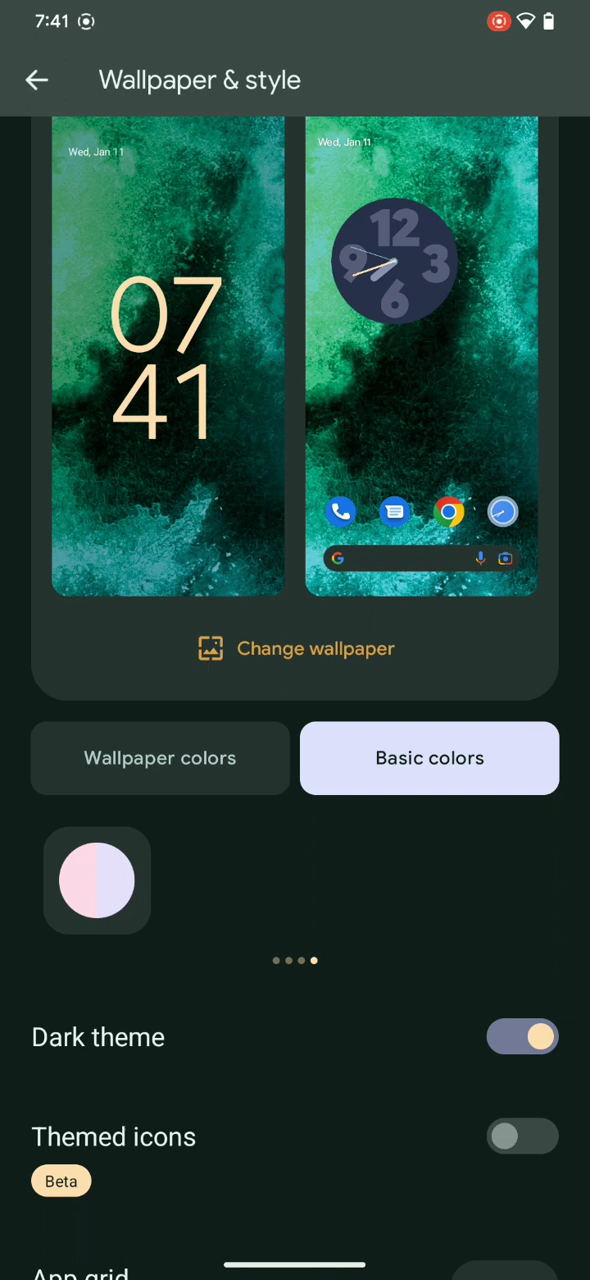 7:41
Wallpaper & style
Wed, Jan 11
07
41
Wed, Jan 11
12
9
3
6
G
Change wallpaper
Wallpaper colors
Basic colors
Dark theme
Themed icons
Beta
App grid